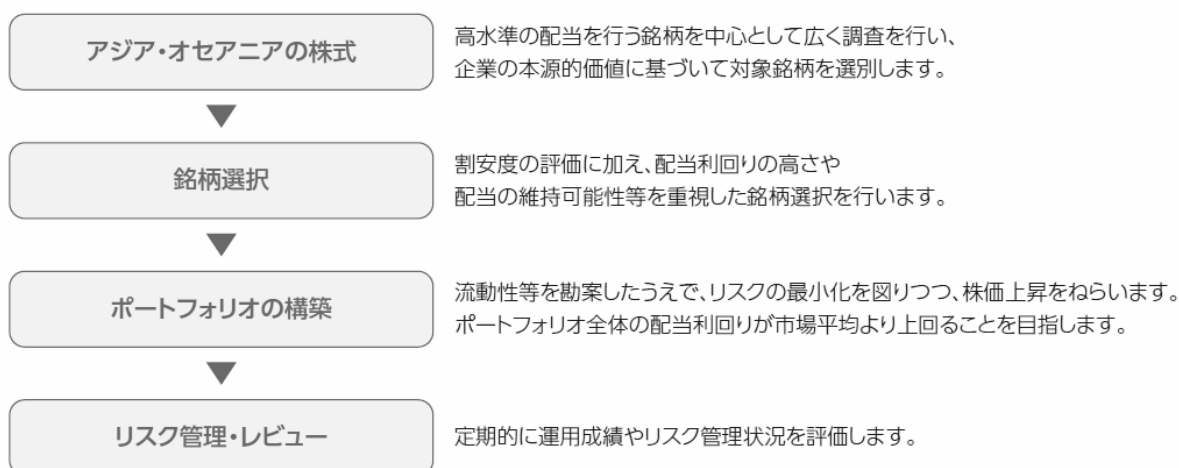 アジア・オセアニアの株式
高水準の配当を行う銘柄を中心として広く調査を行い、
企業の本源的価値に基づいて対象銘柄を選別します。
銘柄選択
割安度の評価に加え、配当利回りの高さや
配当の維持可能性等を重視した銘柄選択を行います。
ポートフォリオの構築
流動性等を勘案したうえで、リスクの最小化を図りつつ、株価上昇をねらいます。
ポートフォリオ全体の配当利回りが市場平均より上回ることを目指します。
リスク管理・レビュー
定期的に運用成績やリスク管理状況を評価します。